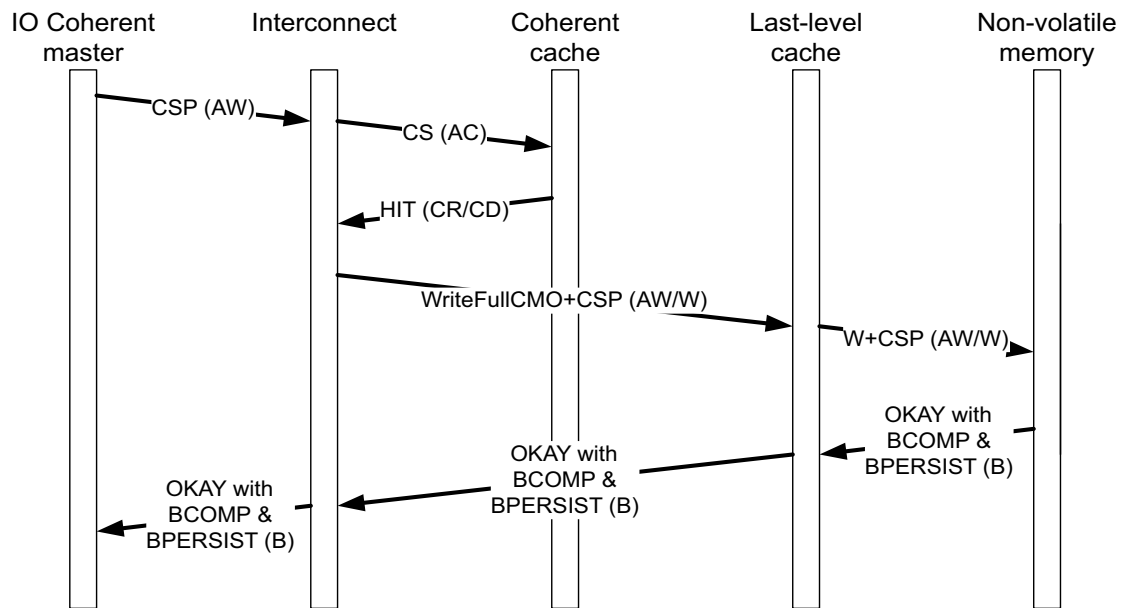 IO Coherent
master
Interconnect
Coherent
cache
Last-level
cache
Non-volatile
memory
CSP (AW)
CS (AC)
HIT (CR/CD)
WriteFullCMO+CSP (AW/W)
W+CSP (AW/W)
OKAY with
BCOMP &
BPERSIST (B)
OKAY with
BCOMP &
BPERSIST (B)
OKAY with
BCOMP &
BPERSIST (B)